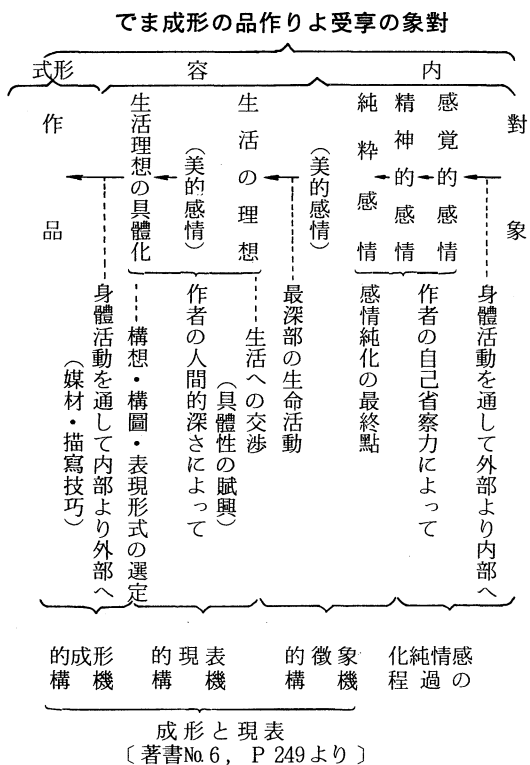 對象の享受より作品の形成まで
内容
形式
對象
身體活動を通して外部より内部へ
感覚的感情
精神的感情
純粋感情
作者の自己省察力によって
感情純化の最終點
（美的感情）
最深部の生命活動
生活の理想
生活への交渉
（具體性の賦興）
（美的感情）
作者の人間的深さによって
生活理想の具體化
構想・構圖・表現形式の選定
身體活動を通して内部より外部へ
（媒材・描寫技巧）
作品
感情純化
の過程
象徴的
機構
表現的
機構
形成的
機構
表現と形成
〔著書№6，P 249より〕